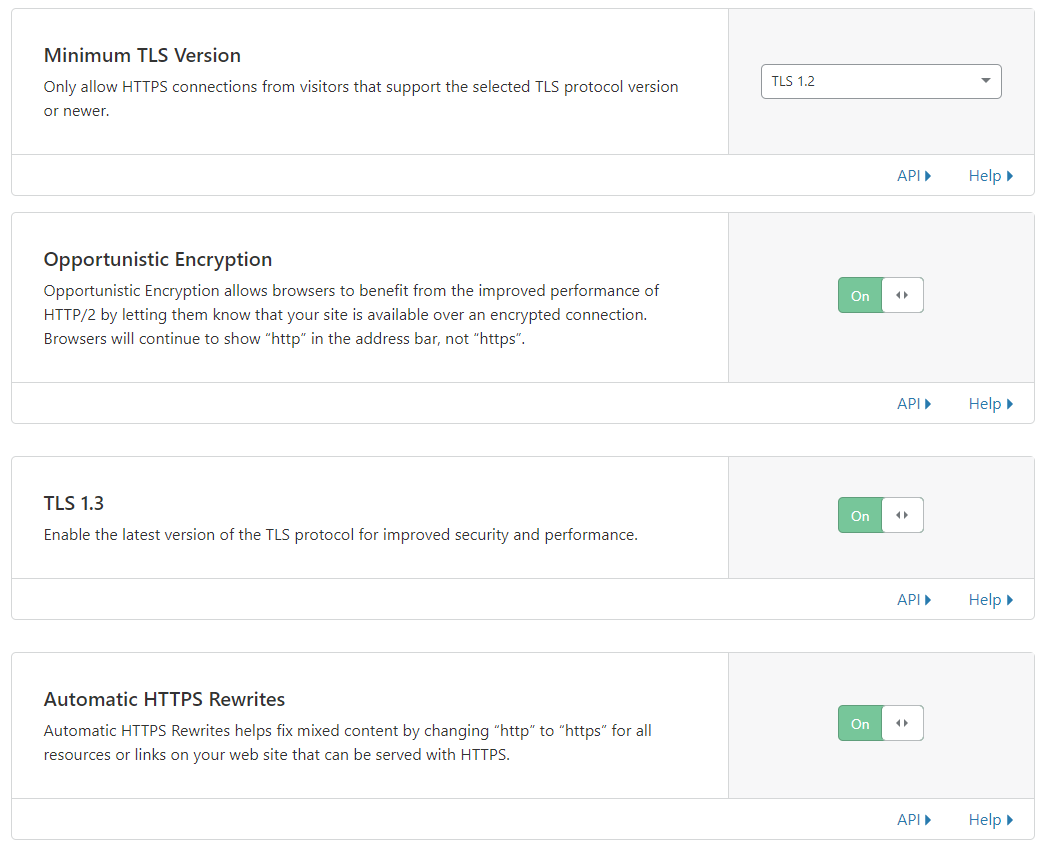 Minimum TLS Version
Only allow HTTPS connections from visitors that support the selected TLS protocol version
or newer.
TLS 1.2
API
Help
Opportunistic Encryption
Opportunistic Encryption allows browsers to benefit from the improved performance of
HTTP/2 by letting them know that your site is available over an encrypted connection.
Browsers will continue to show “http” in the address bar, not “https”.
On
API
Help
TLS 1.3
Enable the latest version of the TLS protocol for improved security and performance.
On
API
Help
Automatic HTTPS Rewrites
Automatic HTTPS Rewrites helps fix mixed content by changing “http” to “https” for all
resources or links on your web site that can be served with HTTPS.
On
API
Help